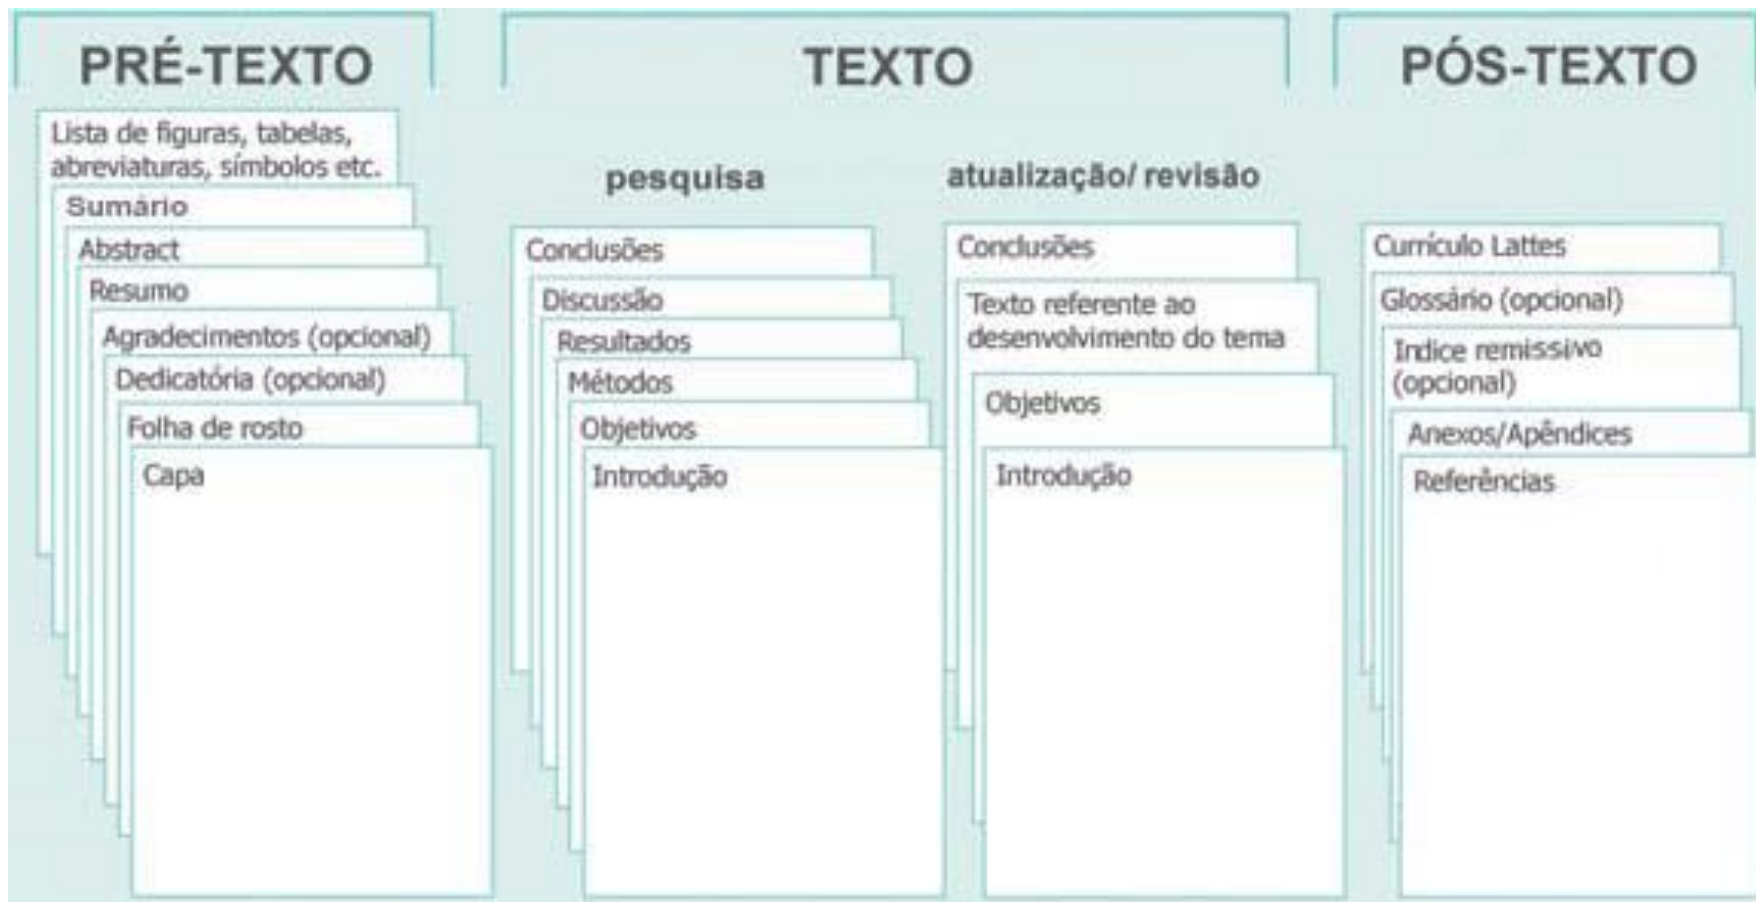 PRÉ-TEXTO
Lista de figuras, tabelas,
abreviaturas, símbolos etc.
Sumário
Abstract
Resumo
Agradecimentos (opcional)
Dedicatória (opcional)
Folha de rosto
Capa
TEXTO
pesquisa
Conclusões
Discussão
Resultados
Métodos
Objetivos
Introdução
atualização/ revisão
Conclusões
Texto referente ao
desenvolvimento do tema
Objetivos
Introdução
PÓS-TEXTO
Currículo Lattes
Glossário (opcional)
Indice remissivo
(opcional)
Anexos/Apêndices
Referências